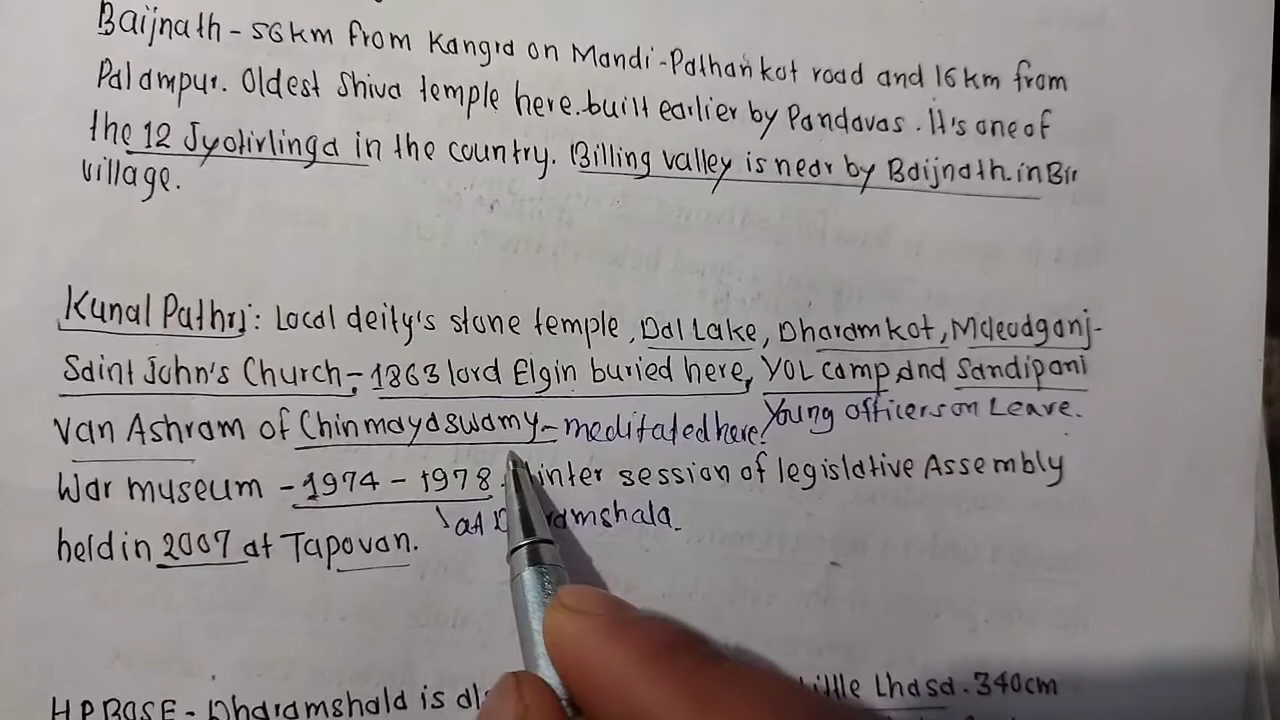 Baijnath - 56km from Kangra on Mandi-Pathankot road and 16km from
Palampur. Oldest Shiva temple here. built earlier by Pandavas. It's one of
the 12 Jyotirlinga in the country. Billing valley is near by Baijnath in Bir
village.
Kunal Pathri: Local deity's stone temple, Dal Lake, Dharamkot, Mcleodganj-
Saint John's Church - 1863 lord Elgin buried here, YOL camp and Sandipani
Young officers on Leave.
Van Ashram of Chinmayaswamy - meditated here.
War museum - 1974 - 1978. session of legislative Assembly
at
held in 2007 at Tapovan.
HPBOSE - Dharamshala is Little Lhasa. 340cm